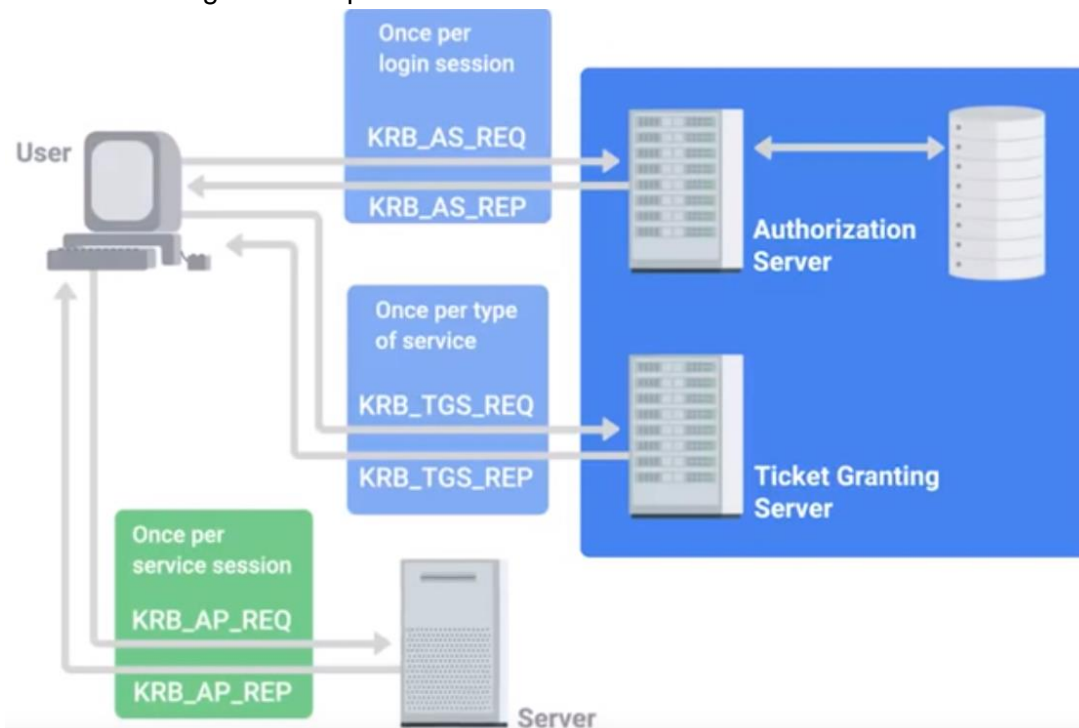 Once per
login session
KRB_AS_REQ
User
KRB_AS_REP
Authorization
Server
Once per type
of service
KRB_TGS_REQ
KRB_TGS_REP
Ticket Granting
Server
Once per
service session
KRB_AP_REQ
KRB_AP_REP
Server